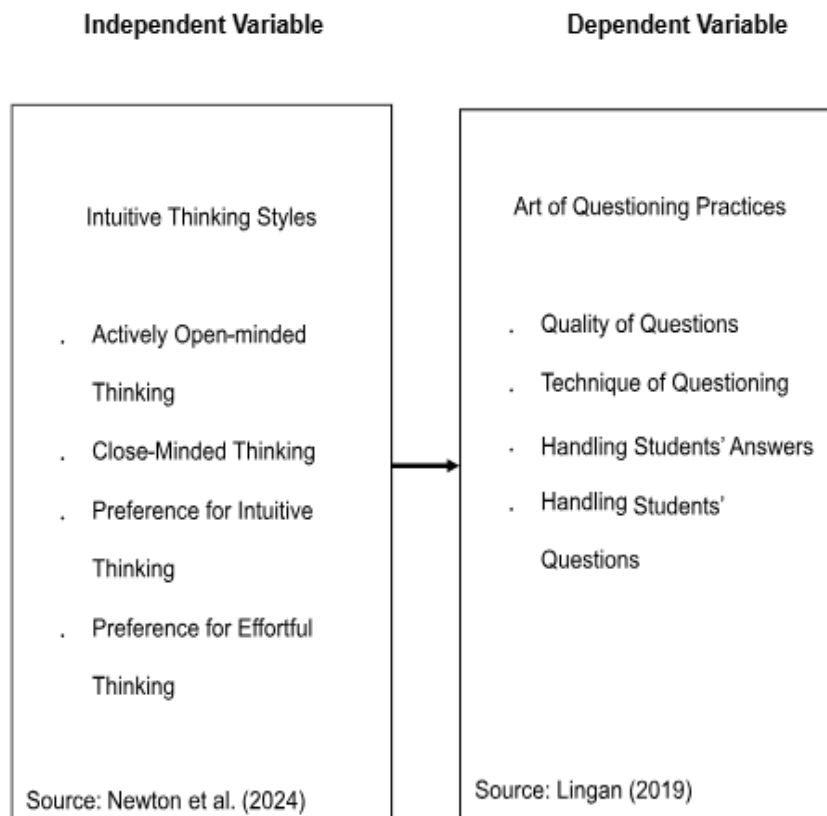 Independent Variable
Dependent Variable
Intuitive Thinking Styles
. Actively Open-minded
Thinking
. Close-Minded Thinking
. Preference for Intuitive
Thinking
. Preference for Effortful
Thinking
Source: Newton et al. (2024)
Art of Questioning Practices
. Quality of Questions
. Technique of Questioning
. Handling Students’ Answers
. Handling Students’
Questions
Source: Lingan (2019)